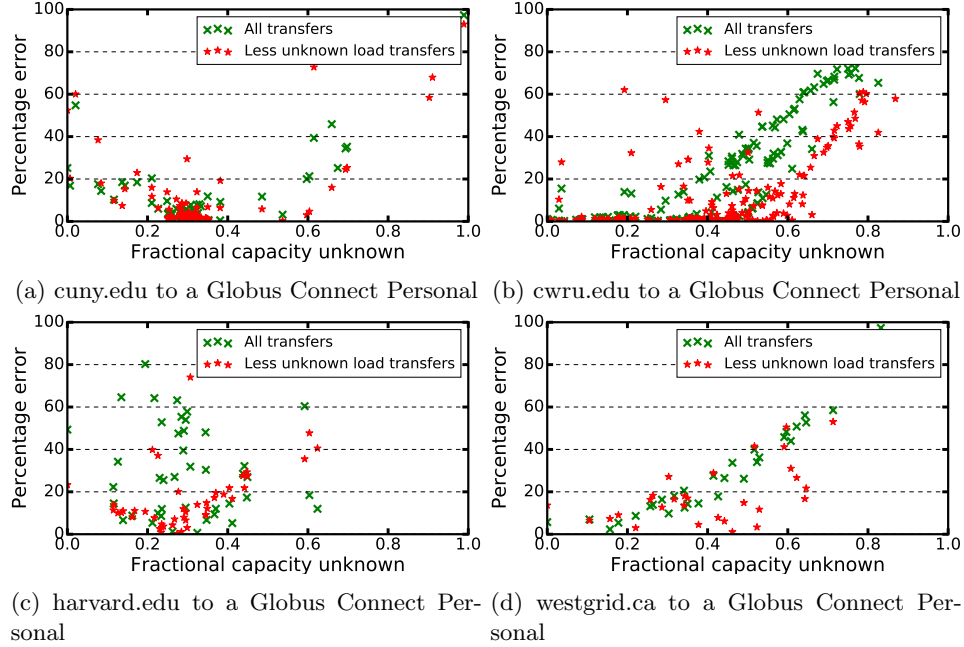 100
80
60
40
20
0
Percentage error
All transfers
Less unknown load transfers
0.0 0.2 0.4 0.6 0.8 1.0
Fractional capacity unknown
(a) cuny.edu to a Globus Connect Personal
100
80
60
40
20
0
Percentage error
All transfers
Less unknown load transfers
0.0 0.2 0.4 0.6 0.8 1.0
Fractional capacity unknown
(b) cwru.edu to a Globus Connect Personal
100
80
60
40
20
0
Percentage error
All transfers
Less unknown load transfers
0.0 0.2 0.4 0.6 0.8 1.0
Fractional capacity unknown
(c) harvard.edu to a Globus Connect Per-
sonal
100
80
60
40
20
0
Percentage error
All transfers
Less unknown load transfers
0.0 0.2 0.4 0.6 0.8 1.0
Fractional capacity unknown
(d) westgrid.ca to a Globus Connect Per-
sonal